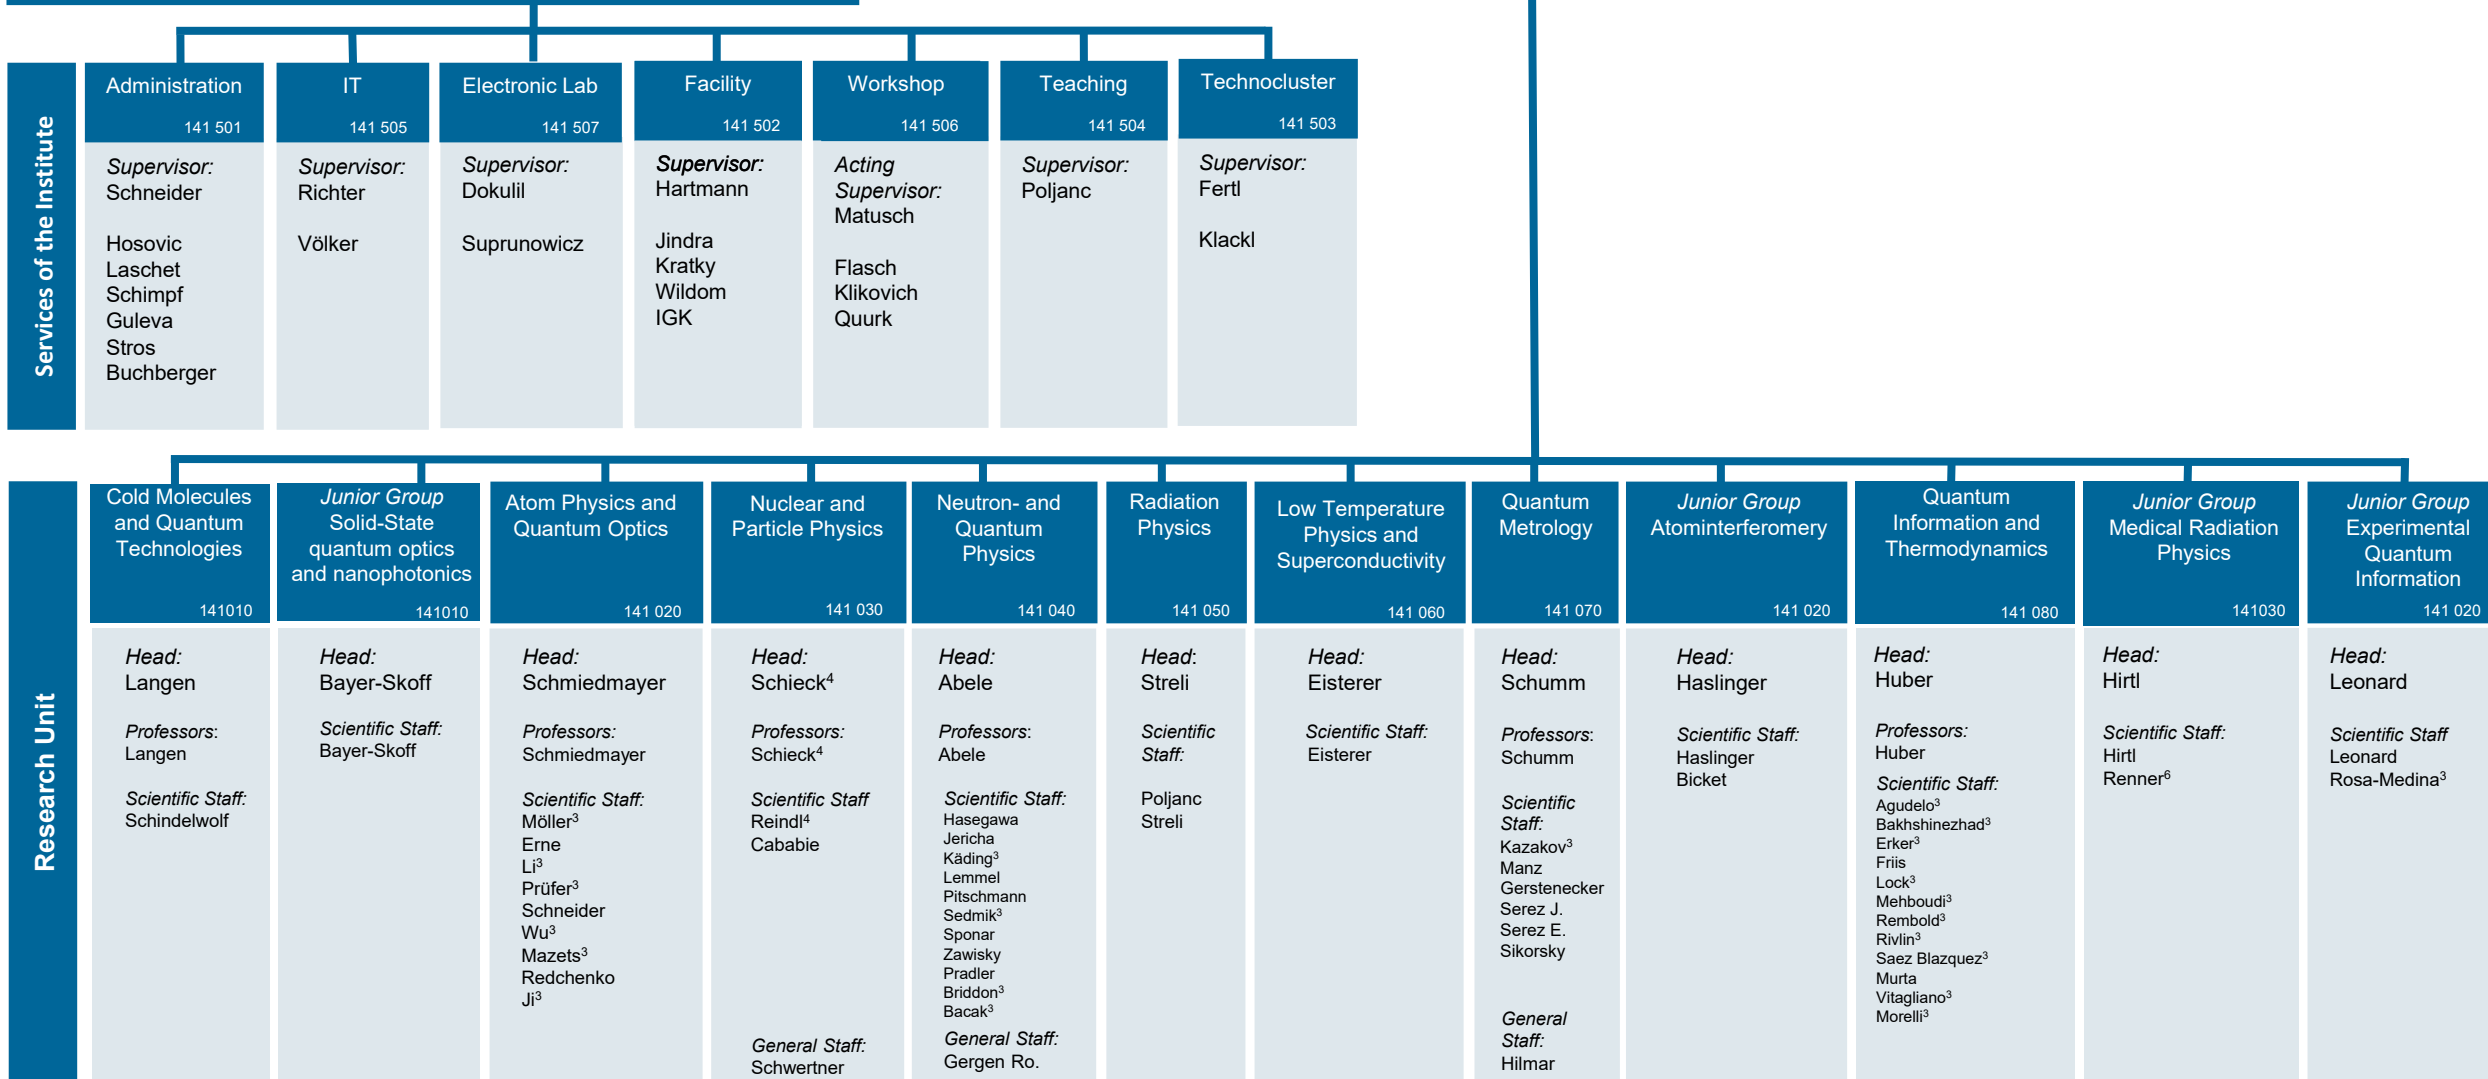 Services of the Institute
Administration
141 501
Supervisor:
Schneider
Hosovic
Laschet
Schimpf
Guleva
Stros
Buchberger
IT
141 505
Supervisor:
Richter
Völker
Electronic Lab
141 507
Supervisor:
Dokulil
Suprunowicz
Facility
141 502
Supervisor:
Hartmann
Jindra
Kratky
Wildom
IGK
Workshop
141 506
Acting
Supervisor:
Matusch
Flasch
Klikovich
Quurk
Teaching
141 504
Supervisor:
Poljanc
Technocluster
141 503
Supervisor:
Fertl
Klackl
Research Unit
Cold Molecules
and Quantum
Technologies
141010
Head:
Langen
Professors:
Langen
Scientific Staff:
Schindelwolf
Junior Group
Solid-State
quantum optics
and nanophotonics
141010
Head:
Bayer-Skoff
Scientific Staff:
Bayer-Skoff
Atom Physics and
Quantum Optics
141 020
Head:
Schmiedmayer
Professors:
Schmiedmayer
Scientific Staff:
Möller³
Erne
Li³
Prüfer³
Schneider
Wu³
Mazets³
Redchenko
Ji³
Nuclear and
Particle Physics
141 030
Head:
Schieck⁴
Professors:
Schieck⁴
Scientific Staff
Reindl⁴
Cababie
General Staff:
Schwertner
Neutron- and
Quantum
Physics
141 040
Head:
Abele
Professors:
Abele
Scientific Staff:
Hasegawa
Jericha
Käding³
Lemmel
Pitschmann
Sedmik³
Sponar
Zawisky
Pradler
Briddon³
Bacak³
General Staff:
Gergen Ro.
Radiation
Physics
141 050
Head:
Streli
Scientific
Staff:
Poljanc
Streli
Low Temperature
Physics and
Superconductivity
141 060
Head:
Eisterer
Scientific Staff:
Eisterer
Quantum
Metrology
141 070
Head:
Schumm
Professors:
Schumm
Scientific
Staff:
Kazakov³
Manz
Gerstenecker
Serez J.
Serez E.
Sikorsky
General
Staff:
Hilmar
Junior Group
Atominterferomery
141 020
Head:
Haslinger
Scientific Staff:
Haslinger
Bicket
Quantum
Information and
Thermodynamics
141 080
Head:
Huber
Professors:
Huber
Scientific Staff:
Agudelo³
Bakhshinezhad³
Erker³
Friis
Lock³
Mehboudi³
Rembold³
Rivlin³
Saez Blazquez³
Murta
Vitagliano³
Morelli³
Junior Group
Medical Radiation
Physics
141030
Head:
Hirtl
Scientific Staff:
Hirtl
Renner⁶
Junior Group
Experimental
Quantum
Information
141 020
Head:
Leonard
Scientific Staff
Leonard
Rosa-Medina³